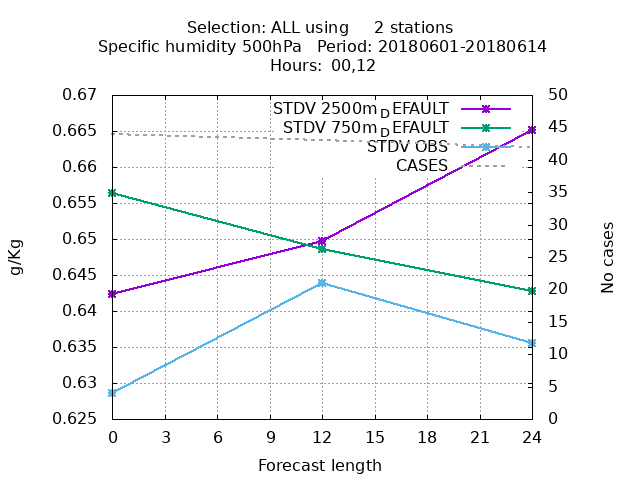 Selection: ALL using     2 stations
Specific humidity 500hPa   Period: 20180601-20180614
Hours: 00,12
0.67
0.665
0.66
0.655
0.65
0.645
0.64
0.635
0.63
0.625
50
45
40
35
30
25
20
15
10
5
0
STDV 2500m_DEFAULT
STDV 750m_DEFAULT
STDV OBS
CASES
g/Kg
No cases
0 3 6 9 12 15 18 21 24
Forecast length